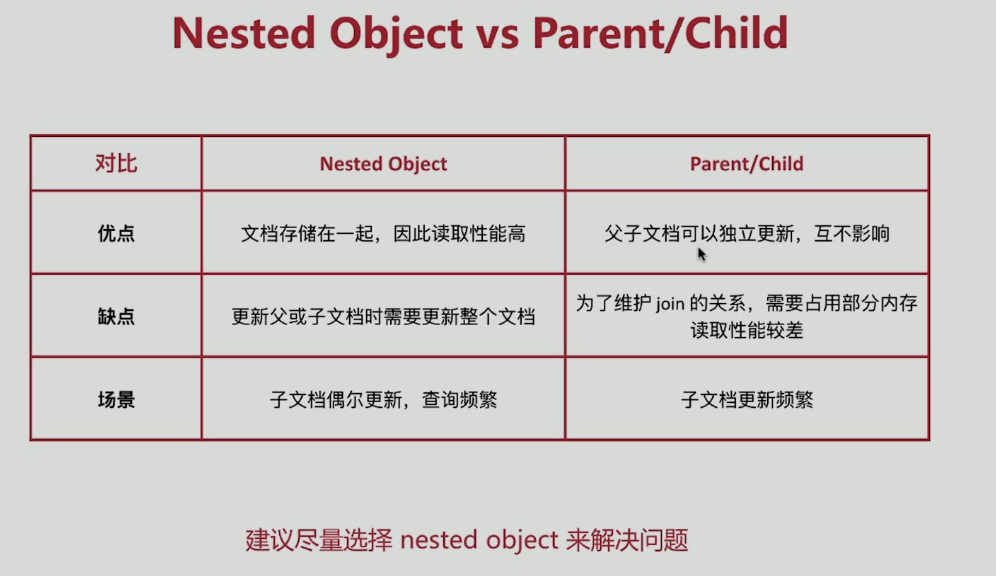 Nested Object vs Parent/Child
对比 Nested Object Parent/Child
优点 文档存储在一起，因此读取性能高 父子文档可以独立更新，互不影响
缺点 更新父或子文档时需要更新整个文档 为了维护 join 的关系，需要占用部分内存
读取性能较差
场景 子文档偶尔更新，查询频繁 子文档更新频繁
建议尽量选择 nested object 来解决问题